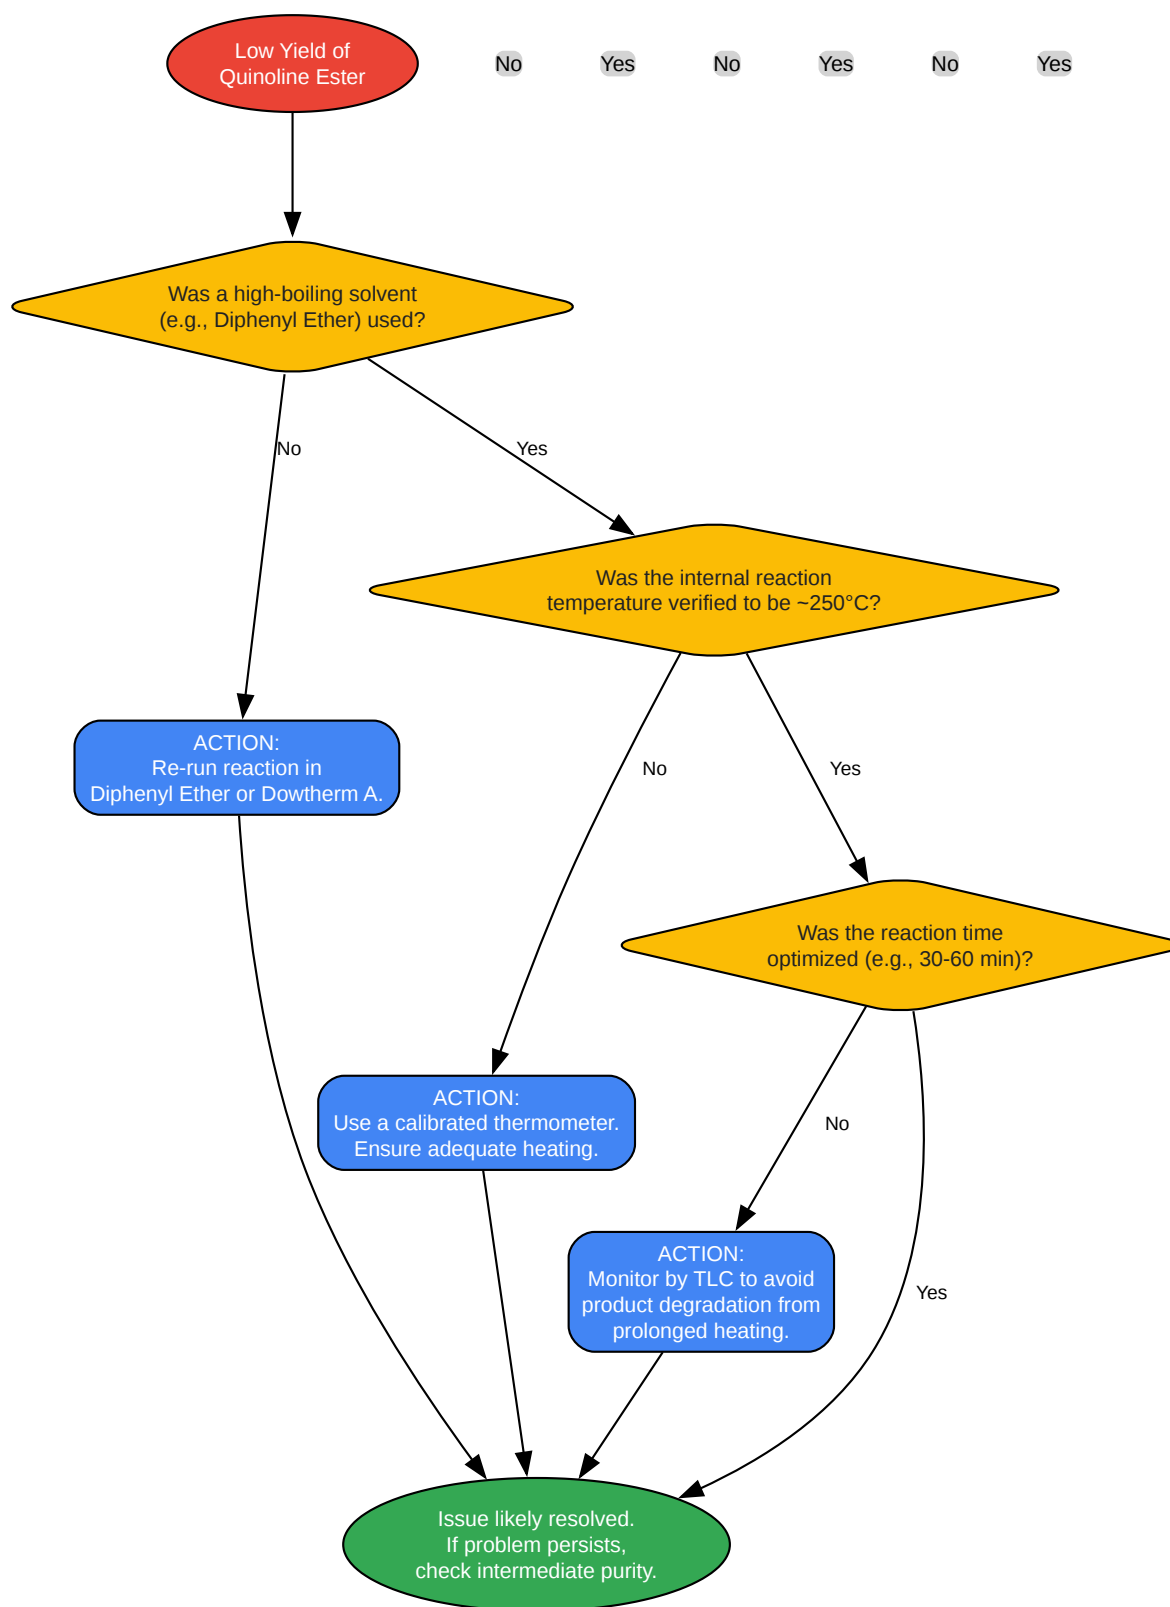 Low Yield of
Quinoline Ester
No
Yes
No
Yes
No
Yes
Was a high-boiling solvent
(e.g., Diphenyl Ether) used?
No
Yes
Was the internal reaction
temperature verified to be ~250°C?
ACTION:
Re-run reaction in
Diphenyl Ether or Dowtherm A.
No
Yes
Was the reaction time
optimized (e.g., 30-60 min)?
ACTION:
Use a calibrated thermometer.
Ensure adequate heating.
No
ACTION:
Monitor by TLC to avoid
product degradation from
prolonged heating.
Yes
Issue likely resolved.
If problem persists,
check intermediate purity.